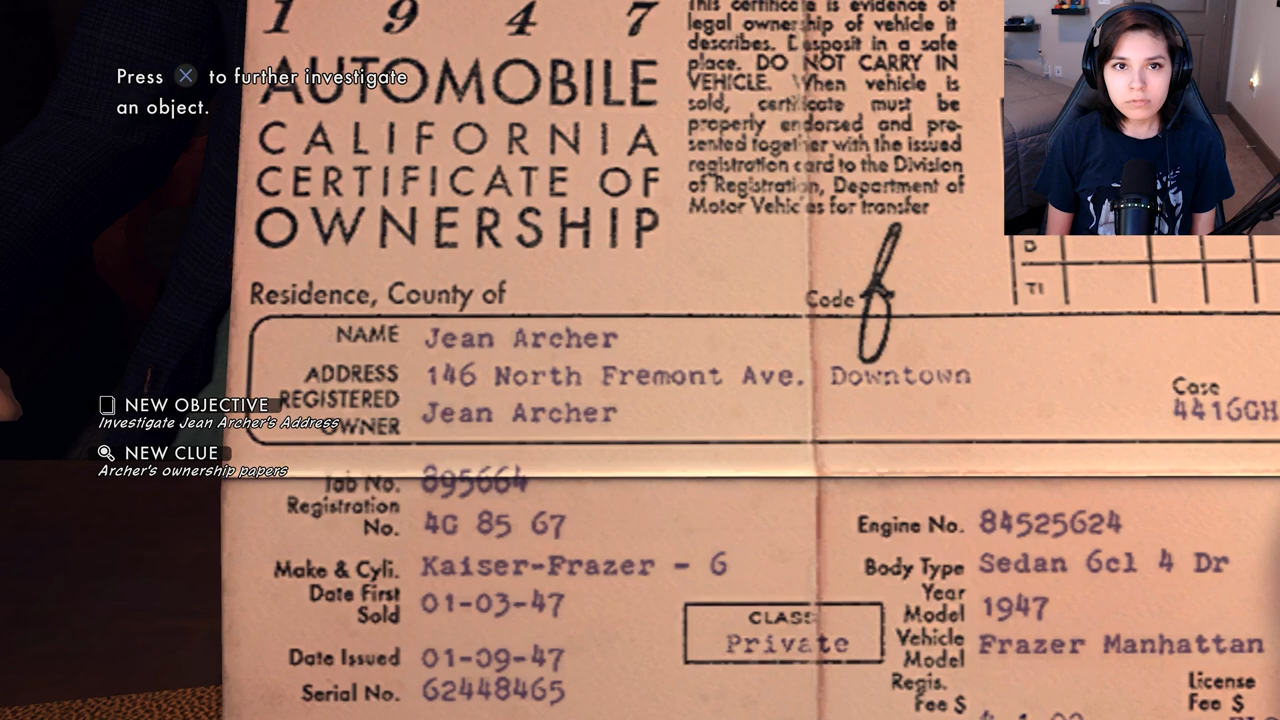 1 9 4 7
AUTOMOBILE
CALIFORNIA
CERTIFICATE OF
OWNERSHIP
This certificate is evidence of
legal ownership of vehicle it
describes. Desposit in a safe
place. DO NOT CARRY IN
VEHICLE. When vehicle is
sold, certificate must be
properly endorsed and pre-
sented together with the issued
registration card to the Division
of Registration, Department of
Motor Vehicles for transfer
Press X to further investigate
an object.
Residence, County of
Code
D
TI
NAME Jean Archer
ADDRESS 146 North Fremont Ave. Downtown
REGISTERED
OWNER Jean Archer
Case
4416GH
NEW OBJECTIVE
Investigate Jean Archer's Address
NEW CLUE
Archer's ownership papers
Tab No. 895664
Registration
No. 4C 85 67
Engine No. 84525624
Make & Cyli. Kaiser-Frazer - 6
Body Type Sedan 6cl 4 Dr
Date First
Sold 01-03-47
Year
Model 1947
CLASS
Private
Vehicle
Model Frazer Manhattan
Date Issued 01-09-47
Serial No. 62448465
Regis.
Fee $
License
Fee $